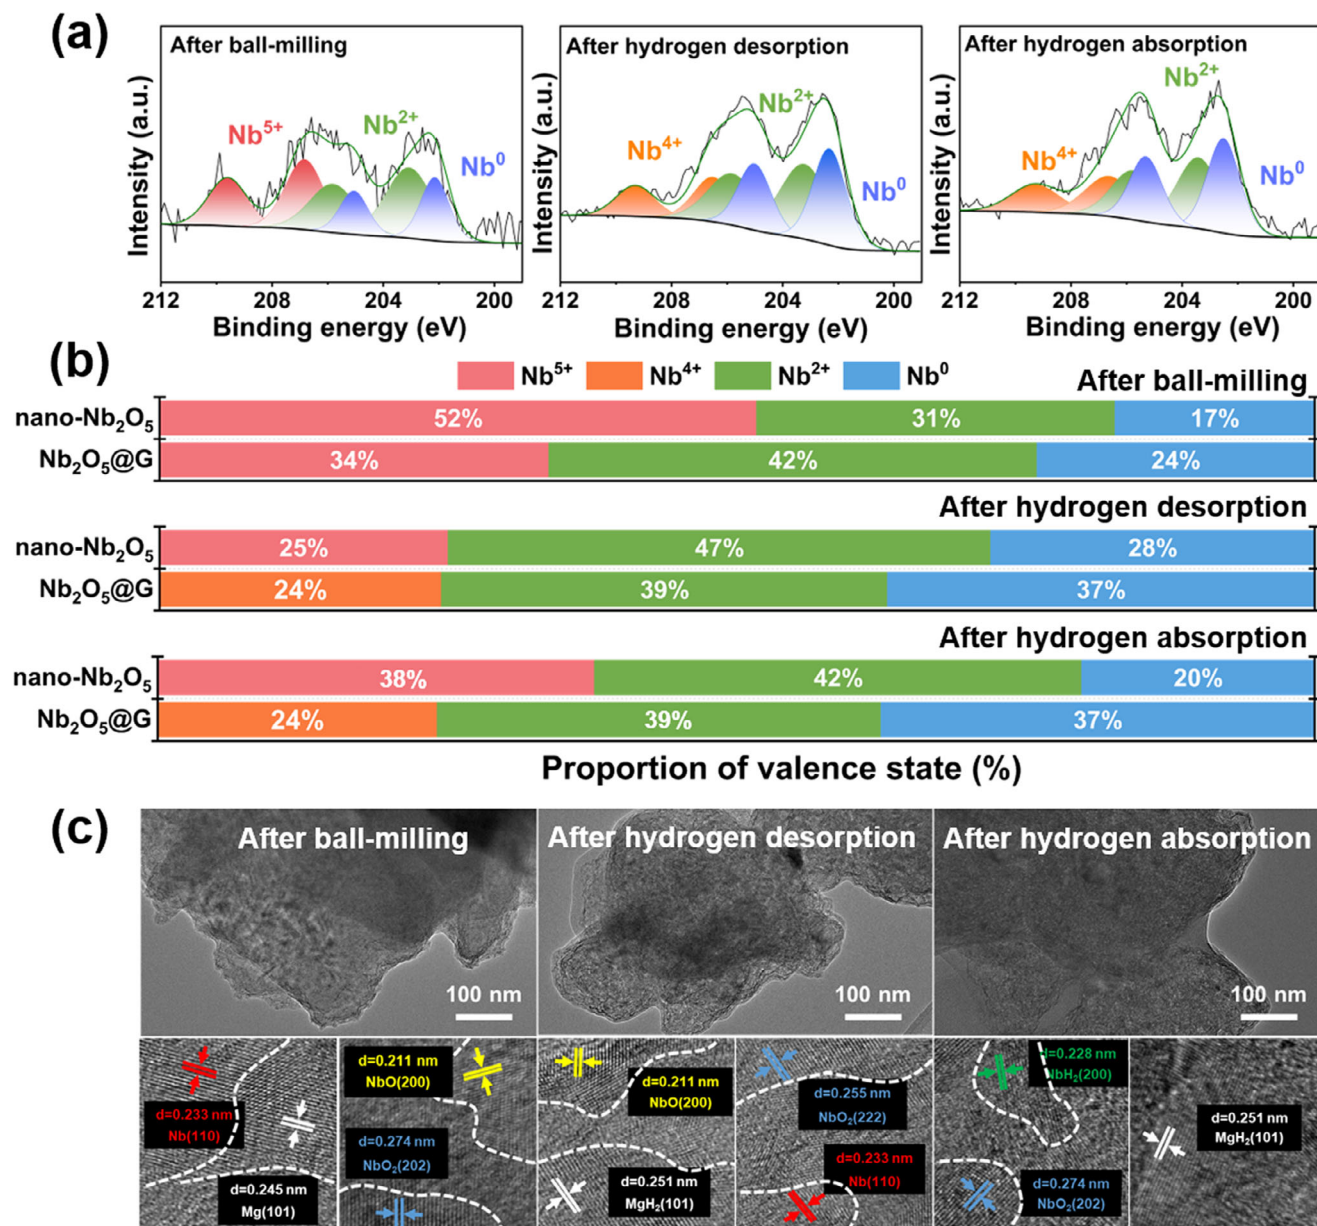 (a)
After ball-milling
After hydrogen desorption
After hydrogen absorption
Nb⁵⁺
Nb²⁺
Nb⁰
Nb⁴⁺
Nb²⁺
Nb⁰
Nb⁴⁺
Nb²⁺
Nb⁰
Intensity (a.u.)
Intensity (a.u.)
Intensity (a.u.)
212 208 204 200
212 208 204 200
212 208 204 200
Binding energy (eV)
Binding energy (eV)
Binding energy (eV)
(b)
Nb⁵⁺ Nb⁴⁺ Nb²⁺ Nb⁰
After ball-milling
nano-Nb₂O₅ 52% 31% 17%
Nb₂O₅@G 34% 42% 24%
After hydrogen desorption
nano-Nb₂O₅ 25% 47% 28%
Nb₂O₅@G 24% 39% 37%
After hydrogen absorption
nano-Nb₂O₅ 38% 42% 20%
Nb₂O₅@G 24% 39% 37%
Proportion of valence state (%)
(c)
After ball-milling
After hydrogen desorption
After hydrogen absorption
100 nm
100 nm
100 nm
d=0.233 nm
Nb(110)
d=0.245 nm
Mg(101)
d=0.211 nm
NbO(200)
d=0.274 nm
NbO₂(202)
d=0.211 nm
NbO(200)
d=0.251 nm
MgH₂(101)
d=0.255 nm
NbO₂(222)
d=0.233 nm
Nb(110)
d=0.228 nm
NbH₂(200)
d=0.274 nm
NbO₂(202)
d=0.251 nm
MgH₂(101)